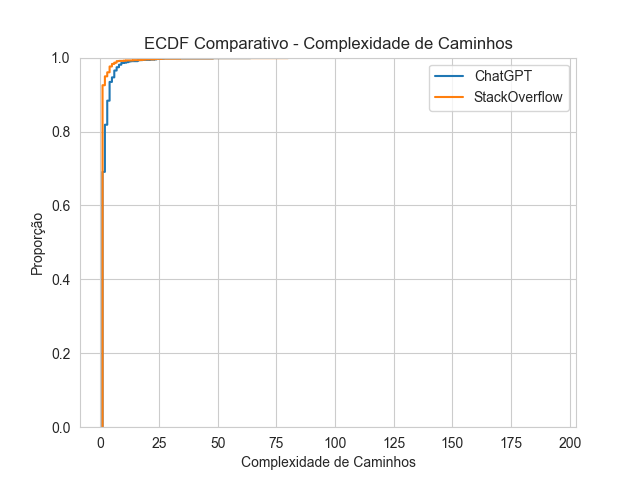 ECDF Comparativo - Complexidade de Caminhos
1.0
0.8
0.6
0.4
0.2
0.0
Proporção
ChatGPT
StackOverflow
0 25 50 75 100 125 150 175 200
Complexidade de Caminhos